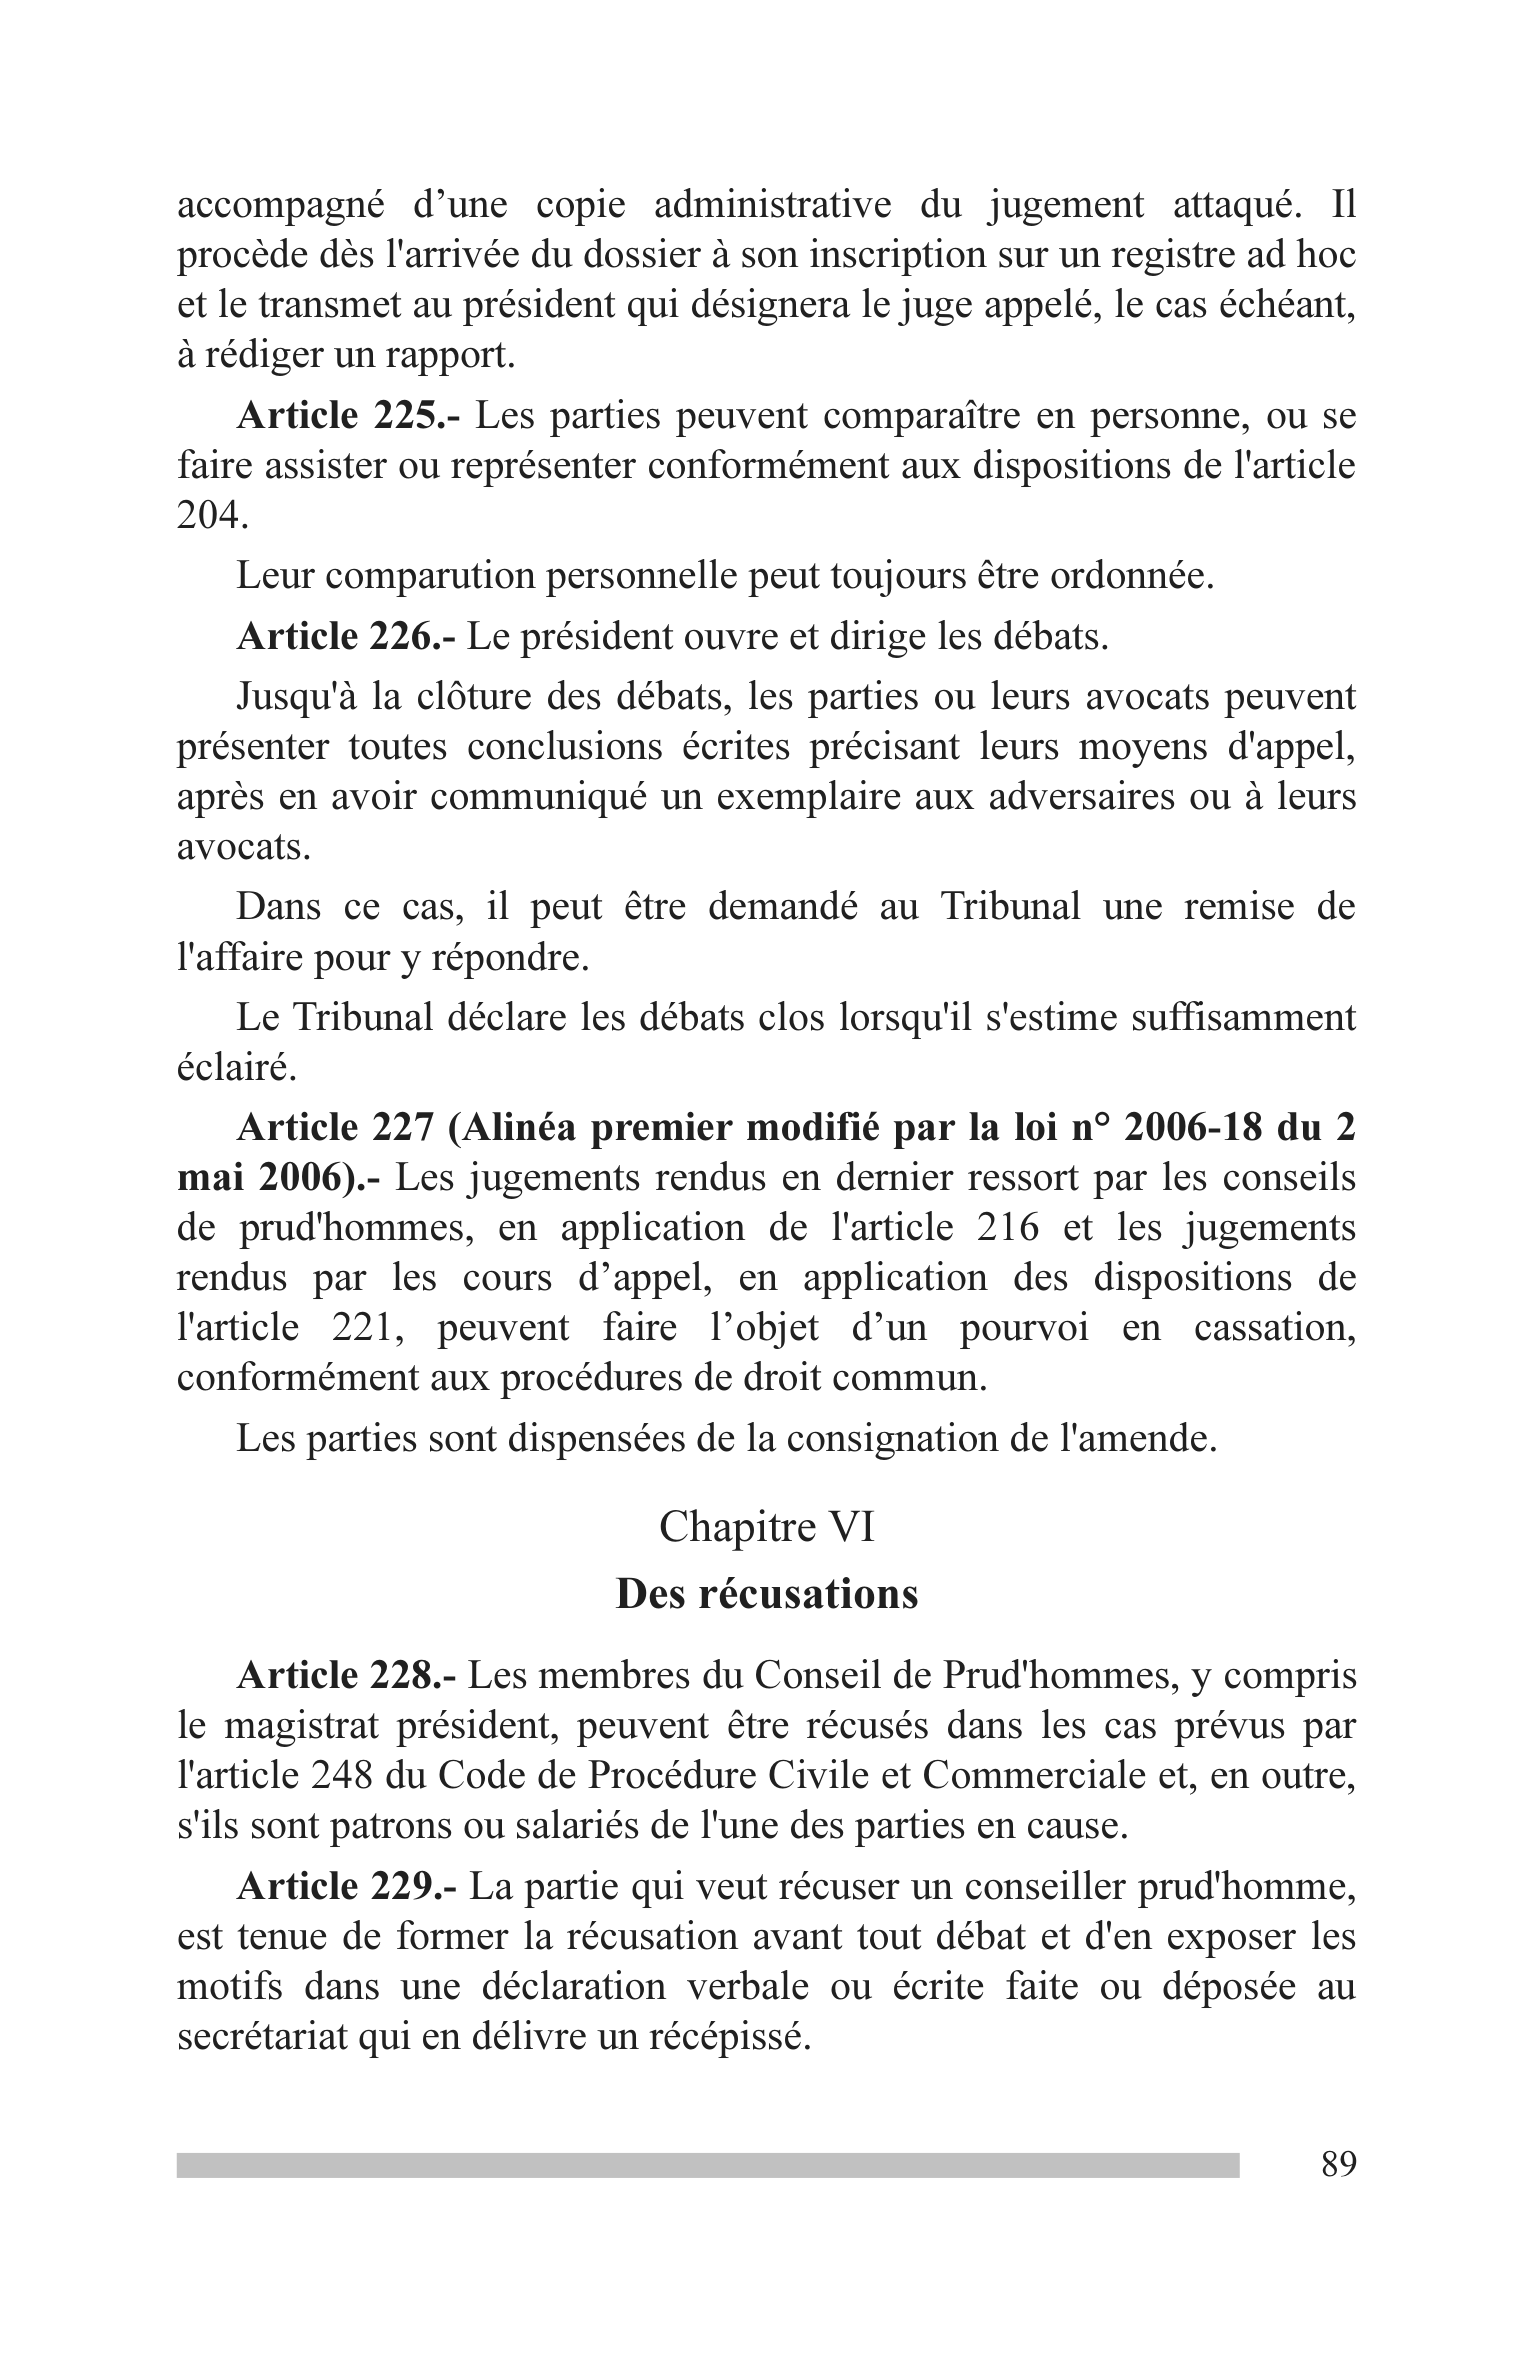 accompagné d’une copie administrative du jugement attaqué. Il
procède dès l'arrivée du dossier à son inscription sur un registre ad hoc
et le transmet au président qui désignera le juge appelé, le cas échéant,
à rédiger un rapport.
Article 225.- Les parties peuvent comparaître en personne, ou se
faire assister ou représenter conformément aux dispositions de l'article
204.
Leur comparution personnelle peut toujours être ordonnée.
Article 226.- Le président ouvre et dirige les débats.
Jusqu'à la clôture des débats, les parties ou leurs avocats peuvent
présenter toutes conclusions écrites précisant leurs moyens d'appel,
après en avoir communiqué un exemplaire aux adversaires ou à leurs
avocats.
Dans ce cas, il peut être demandé au Tribunal une remise de
l'affaire pour y répondre.
Le Tribunal déclare les débats clos lorsqu'il s'estime suffisamment
éclairé.
Article 227 (Alinéa premier modifié par la loi n° 2006-18 du 2
mai 2006).- Les jugements rendus en dernier ressort par les conseils
de prud'hommes, en application de l'article 216 et les jugements
rendus par les cours d’appel, en application des dispositions de
l'article 221, peuvent faire l’objet d’un pourvoi en cassation,
conformément aux procédures de droit commun.
Les parties sont dispensées de la consignation de l'amende.
Chapitre VI
Des récusations
Article 228.- Les membres du Conseil de Prud'hommes, y compris
le magistrat président, peuvent être récusés dans les cas prévus par
l'article 248 du Code de Procédure Civile et Commerciale et, en outre,
s'ils sont patrons ou salariés de l'une des parties en cause.
Article 229.- La partie qui veut récuser un conseiller prud'homme,
est tenue de former la récusation avant tout débat et d'en exposer les
motifs dans une déclaration verbale ou écrite faite ou déposée au
secrétariat qui en délivre un récépissé.
89